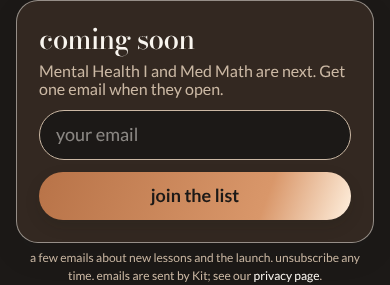 coming soon
Mental Health I and Med Math are next. Get
one email when they open.
your email
join the list
a few emails about new lessons and the launch. unsubscribe any
time. emails are sent by Kit; see our privacy page.